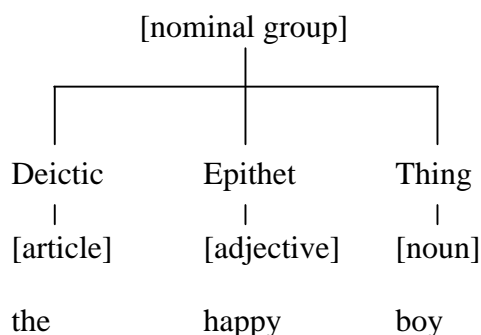 [nominal group]
Deictic Epithet Thing
[article] [adjective] [noun]
the happy boy